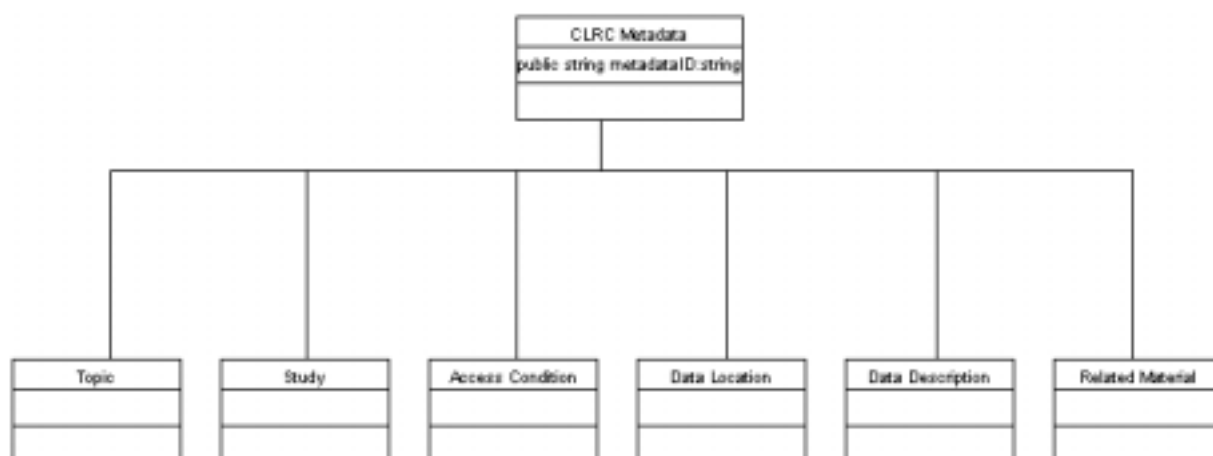 CLRC Metadata
public string metadataID:string
Topic
Study
Access Condition
Data Location
Data Description
Related Material